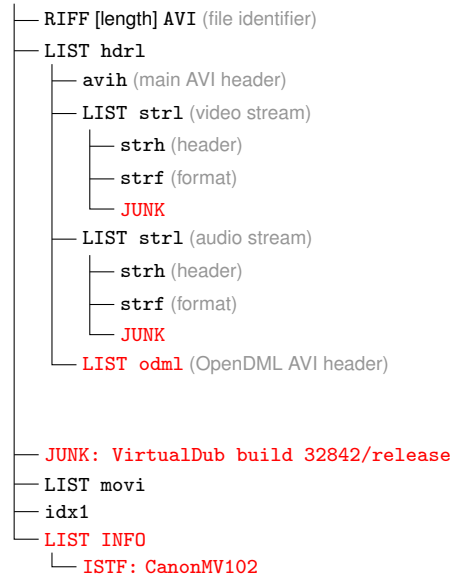 RIFF [length] AVI (file identifier)
LIST hdrl
avih (main AVI header)
LIST strl (video stream)
strh (header)
strf (format)
JUNK
LIST strl (audio stream)
strh (header)
strf (format)
JUNK
LIST odml (OpenDML AVI header)
JUNK: VirtualDub build 32842/release
LIST movi
idx1
LIST INFO
ISTF: CanonMV102